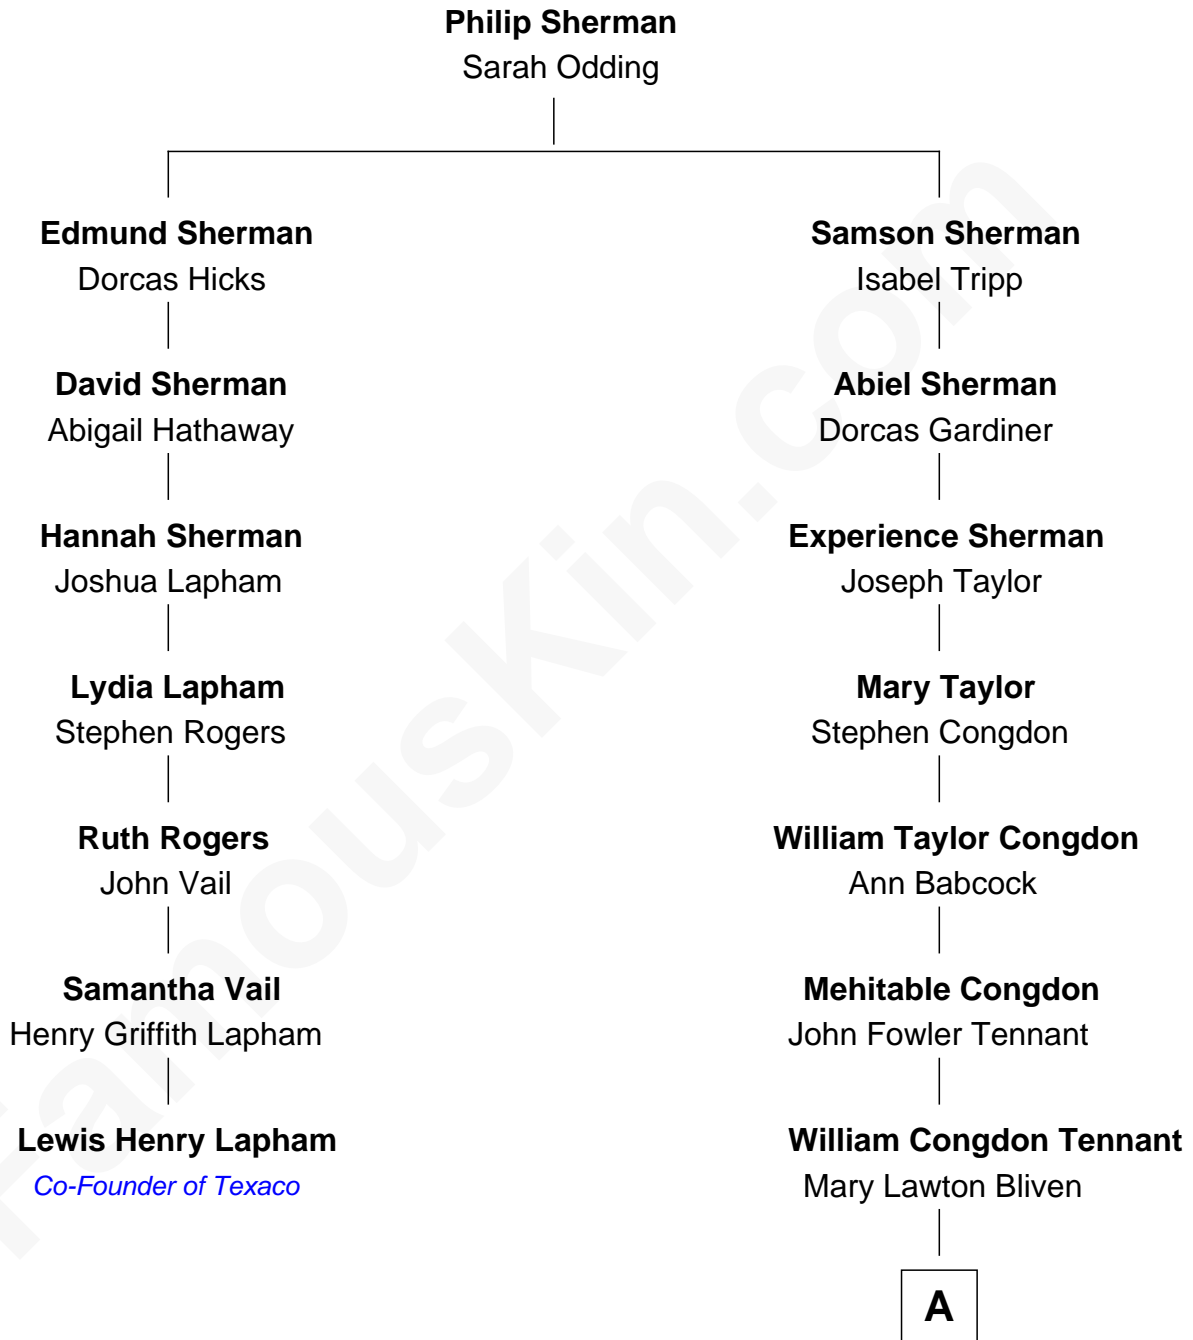 Philip Sherman
Sarah Odding
Edmund Sherman
Dorcas Hicks
David Sherman
Abigail Hathaway
Hannah Sherman
Joshua Lapham
Lydia Lapham
Stephen Rogers
Ruth Rogers
John Vail
Samantha Vail
Henry Griffith Lapham
Lewis Henry Lapham
Co-Founder of Texaco
Samson Sherman
Isabel Tripp
Abiel Sherman
Dorcas Gardiner
Experience Sherman
Joseph Taylor
Mary Taylor
Stephen Congdon
William Taylor Congdon
Ann Babcock
Mehitable Congdon
John Fowler Tennant
William Congdon Tennant
Mary Lawton Bliven
A
FamousKin.com